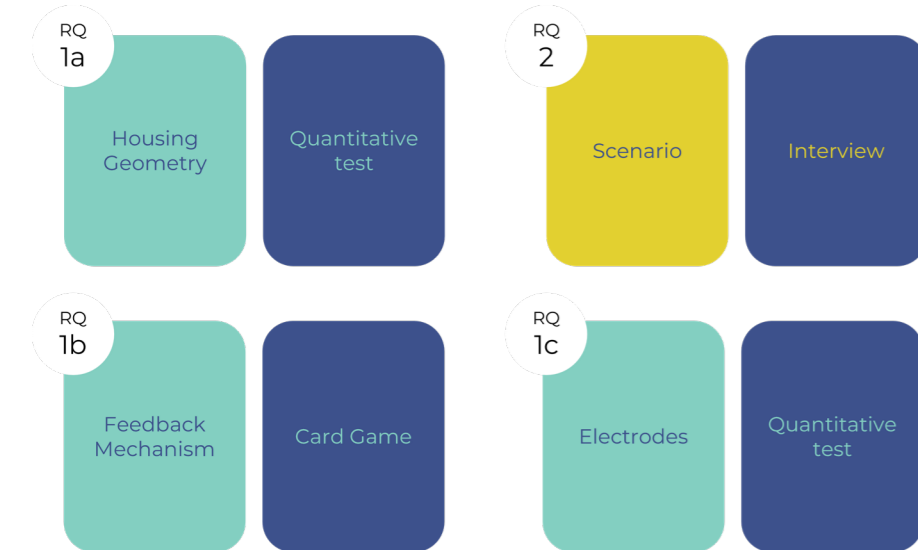 RQ
1a
Housing
Geometry
Quantitative
test
RQ
2
Scenario
Interview
RQ
1b
Feedback
Mechanism
Card Game
RQ
1c
Electrodes
Quantitative
test